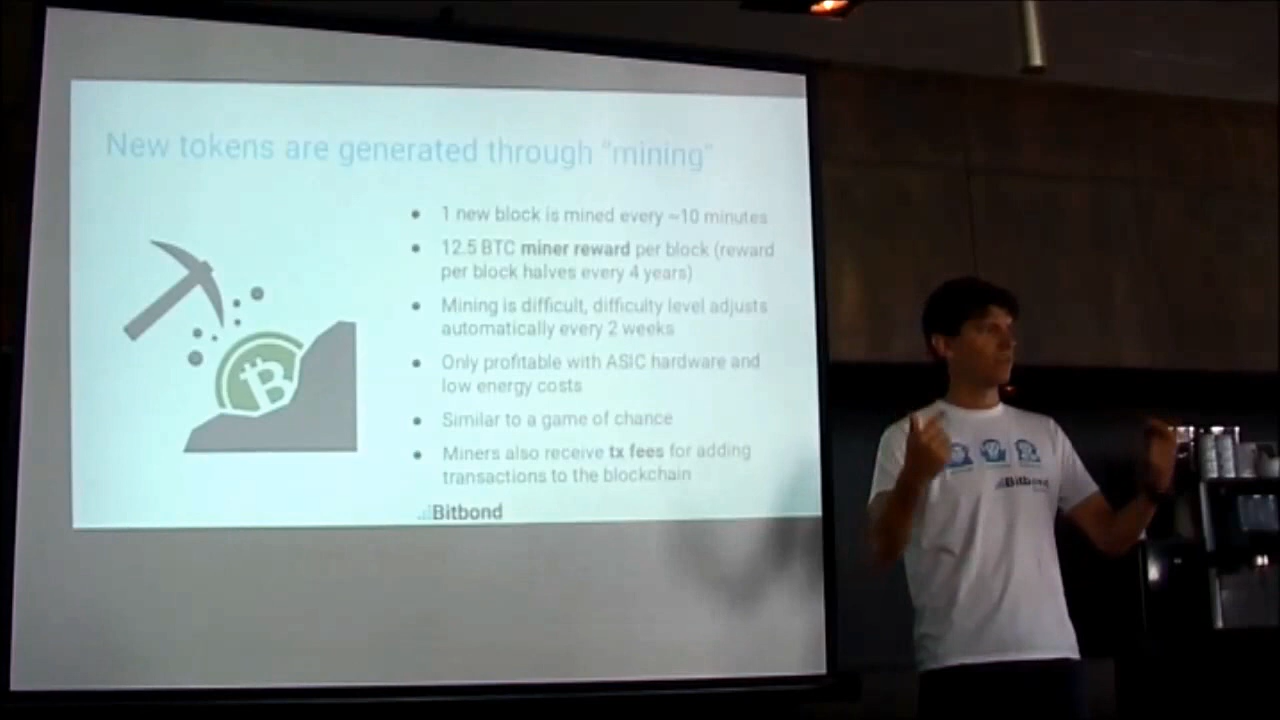 New tokens are generated through “mining”
1 new block is mined every ~10 minutes
12.5 BTC miner reward per block (reward
per block halves every 4 years)
Mining is difficult, difficulty level adjusts
automatically every 2 weeks
Only profitable with ASIC hardware and
low energy costs
Similar to a game of chance
Miners also receive tx fees for adding
transactions to the blockchain
Bitbond
Bitbond